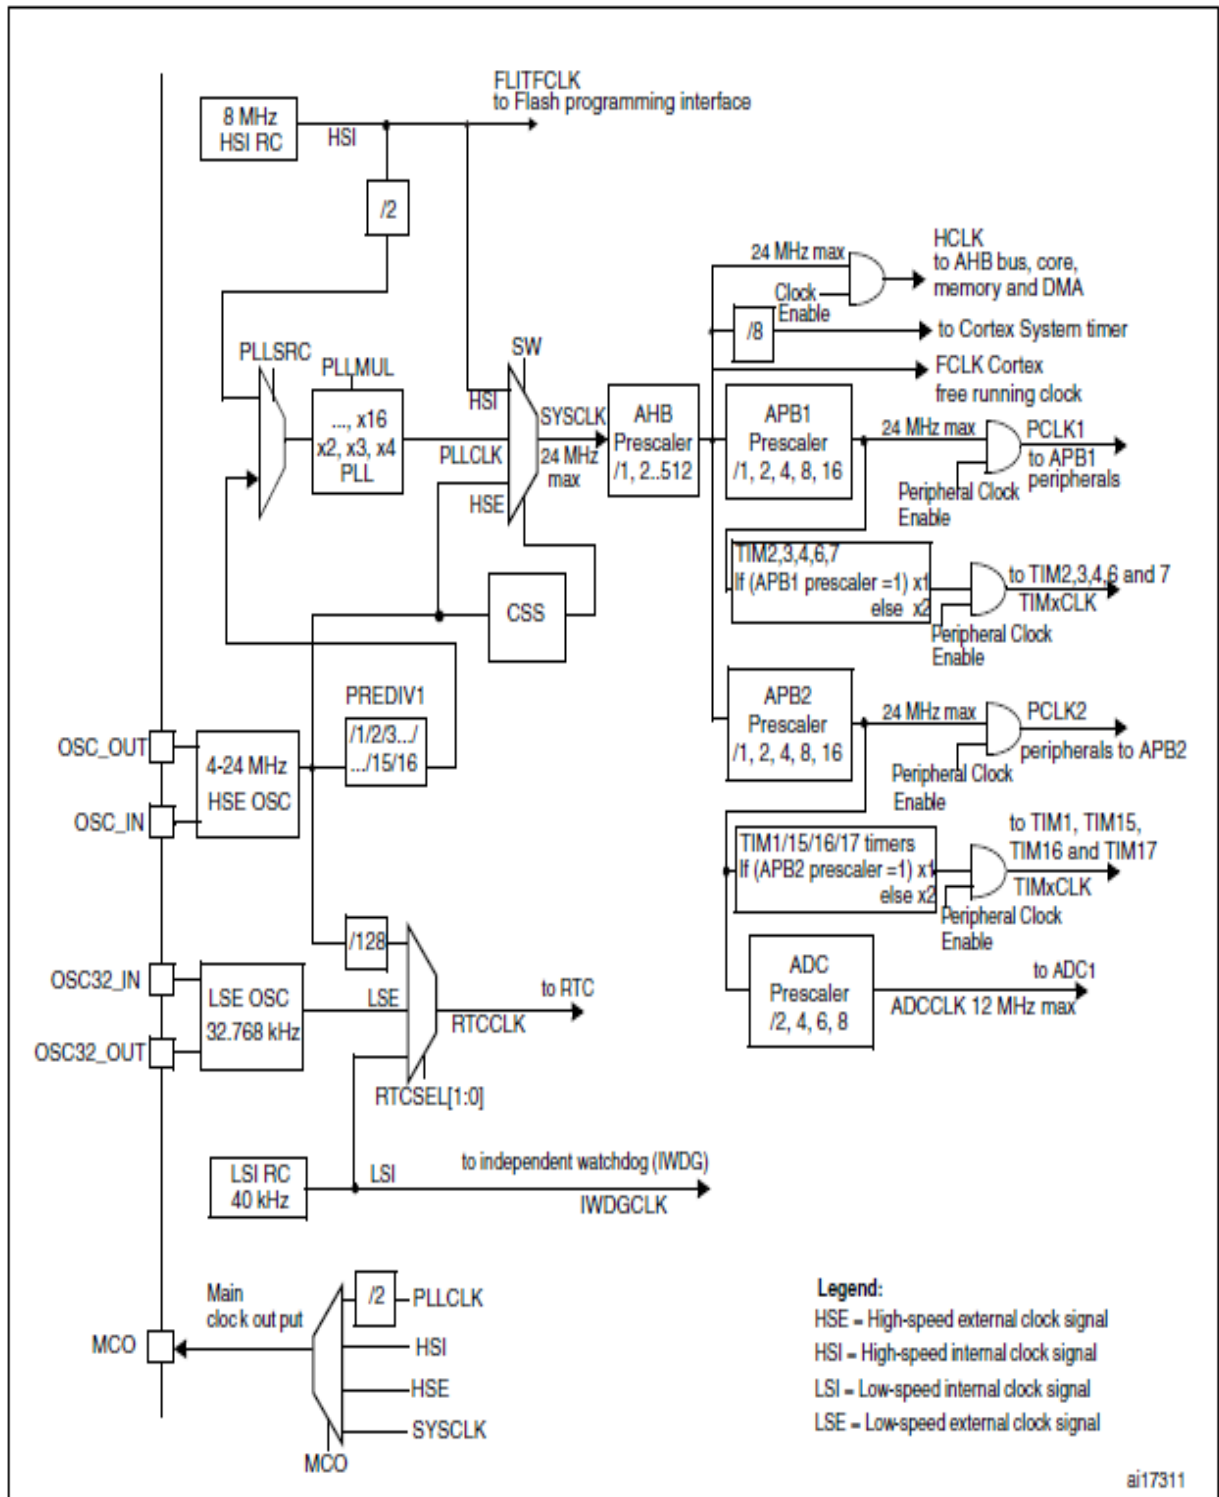 FLITFCLK
to Flash programming interface
8 MHz
HSI RC
HSI
/2
24 MHz max
HCLK
to AHB bus, core,
memory and DMA
Clock
Enable
/8
to Cortex System timer
FCLK Cortex
free running clock
PLLSRC
PLLMUL
..., x16
x2, x3, x4
PLL
SW
HSI
PLLCLK
HSE
SYSCLK
24 MHz
max
AHB
Prescaler
/1, 2..512
APB1
Prescaler
/1, 2, 4, 8, 16
24 MHz max
PCLK1
to APB1
peripherals
Peripheral Clock
Enable
TIM2,3,4,6,7
If (APB1 prescaler =1) x1
else x2
to TIM2,3,4,6 and 7
TIMxCLK
Peripheral Clock
Enable
CSS
PREDIV1
/1/2/3.../
.../15/16
OSC_OUT
OSC_IN
4-24 MHz
HSE OSC
APB2
Prescaler
/1, 2, 4, 8, 16
24 MHz max
PCLK2
peripherals to APB2
Peripheral Clock
Enable
TIM1/15/16/17 timers
If (APB2 prescaler =1) x1
else x2
to TIM1, TIM15,
TIM16 and TIM17
TIMxCLK
Peripheral Clock
Enable
/128
OSC32_IN
OSC32_OUT
LSE OSC
32.768 kHz
LSE
to RTC
RTCCLK
RTCSEL[1:0]
ADC
Prescaler
/2, 4, 6, 8
to ADC1
ADCCLK 12 MHz max
LSI RC
40 kHz
LSI
to independent watchdog (IWDG)
IWDGCLK
Main
clock out put
MCO
/2
PLLCLK
HSI
HSE
SYSCLK
MCO
Legend:
HSE = High-speed external clock signal
HSI = High-speed internal clock signal
LSI = Low-speed internal clock signal
LSE = Low-speed external clock signal
ai17311